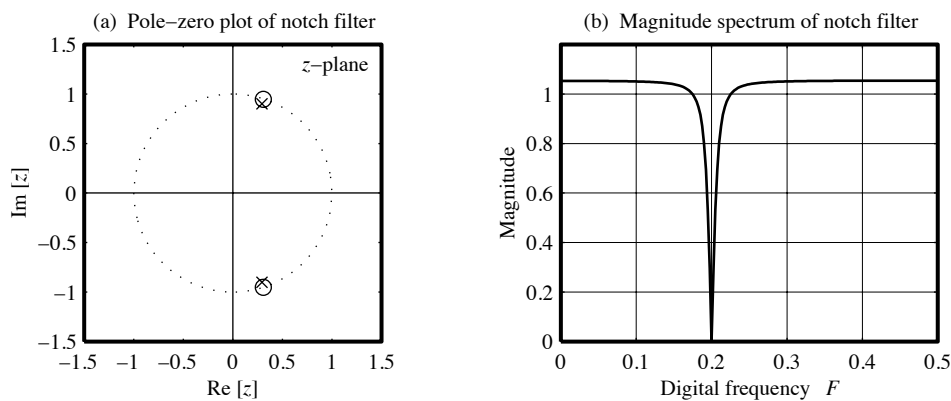 (a) Pole−zero plot of notch filter
1.5
z−plane
1
0.5
0
−0.5
−1
−1.5
Im [z]
−1.5 −1 −0.5 0 0.5 1 1.5
Re [z]
(b) Magnitude spectrum of notch filter
1
0.8
0.6
0.4
0.2
0
Magnitude
0 0.1 0.2 0.3 0.4 0.5
Digital frequency F